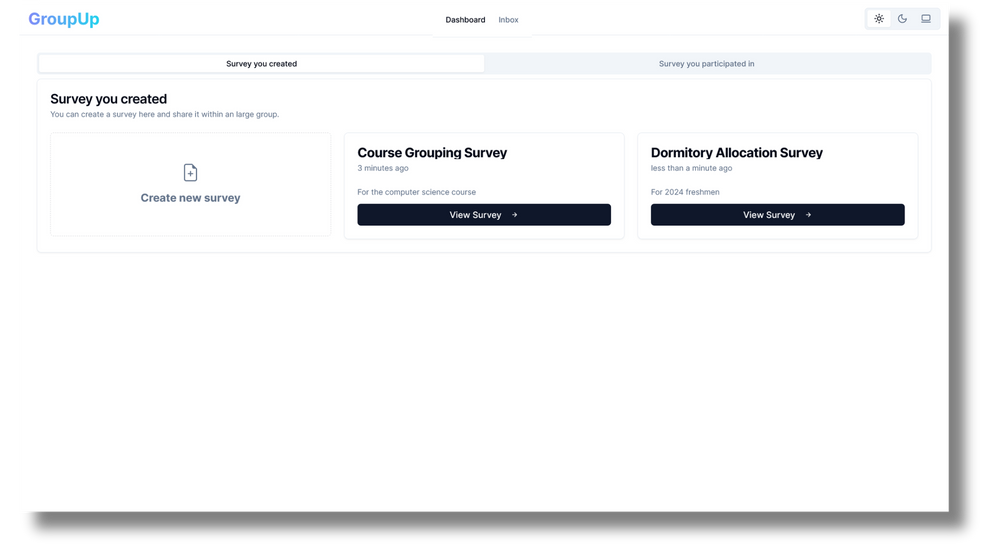 GroupUp
Dashboard Inbox
Survey you created Survey you participated in
Survey you created
You can create a survey here and share it within an large group.
Create new survey
Course Grouping Survey
3 minutes ago
For the computer science course
View Survey →
Dormitory Allocation Survey
less than a minute ago
For 2024 freshmen
View Survey →